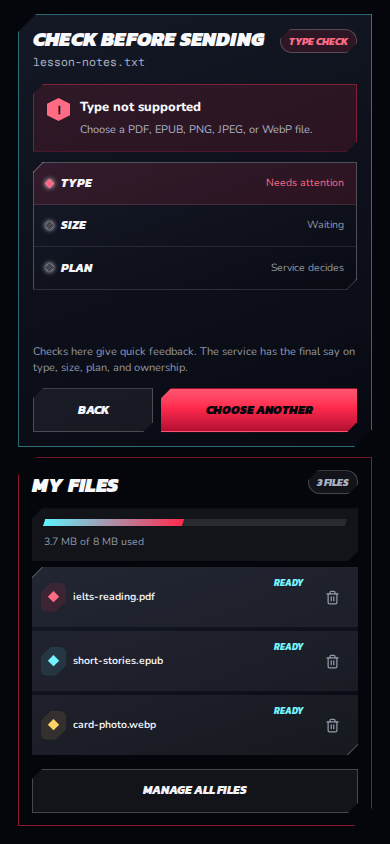 CHECK BEFORE SENDING
TYPE CHECK
lesson-notes.txt
!
Type not supported
Choose a PDF, EPUB, PNG, JPEG, or WebP file.
TYPE
Needs attention
SIZE
Waiting
PLAN
Service decides
Checks here give quick feedback. The service has the final say on
type, size, plan, and ownership.
BACK
CHOOSE ANOTHER
MY FILES
3 FILES
3.7 MB of 8 MB used
READY
ielts-reading.pdf
READY
short-stories.epub
READY
card-photo.webp
MANAGE ALL FILES